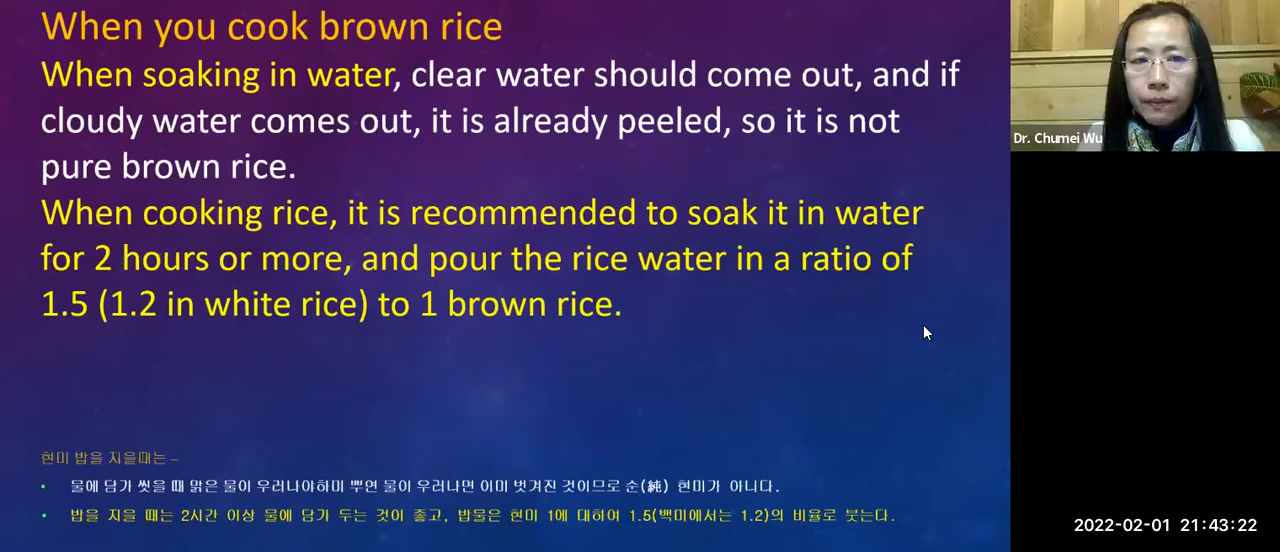 When you cook brown rice
When soaking in water, clear water should come out, and if
cloudy water comes out, it is already peeled, so it is not
pure brown rice.
When cooking rice, it is recommended to soak it in water
for 2 hours or more, and pour the rice water in a ratio of
1.5 (1.2 in white rice) to 1 brown rice.
Dr. Chumei Wu
현미 밥을 지을때는 –
• 물에 담가 씻을 때 맑은 물이 우러나야하며 뿌연 물이 우러나면 이미 벗겨진 것이므로 순(純) 현미가 아니다.
• 밥을 지을 때는 2시간 이상 물에 담가 두는 것이 좋고, 밥물은 현미 1에 대하여 1.5(백미에서는 1.2)의 비율로 붓는다.
2022-02-01 21:43:22